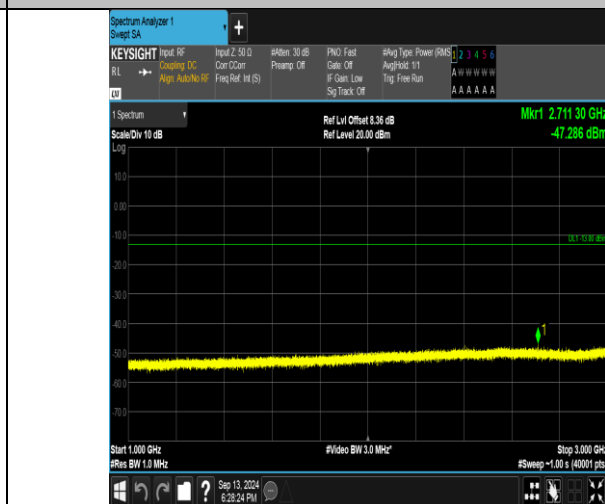 Spectrum Analyzer 1
Swept SA
+
KEYSIGHT
RL
Input: RF
Coupling: DC
Align: Auto/No RF
Input Z: 50 Ω
Corr CCorr
Freq Ref: Int (S)
#Atten: 30 dB
Preamp: Off
PNO: Fast
Gate: Off
IF Gain: Low
Sig Track: Off
#Avg Type: Power (RMS
Avg|Hold: 1/1
Trig: Free Run
1 2 3 4 5 6
A W W W W W
A A A A A A
1 Spectrum
Scale/Div 10 dB
Ref Lvl Offset 8.36 dB
Ref Level 20.00 dBm
Mkr1 2.711 30 GHz
-47.286 dBm
Log
10.0
0.00
-10.0
DL1 -13.00 dBm
-20.0
-30.0
-40.0
1
-50.0
-60.0
-70.0
Start 1.000 GHz
#Res BW 1.0 MHz
#Video BW 3.0 MHz*
Stop 3.000 GHz
#Sweep ~1.00 s (40001 pts
?
Sep 13, 2024
6:28:24 PM